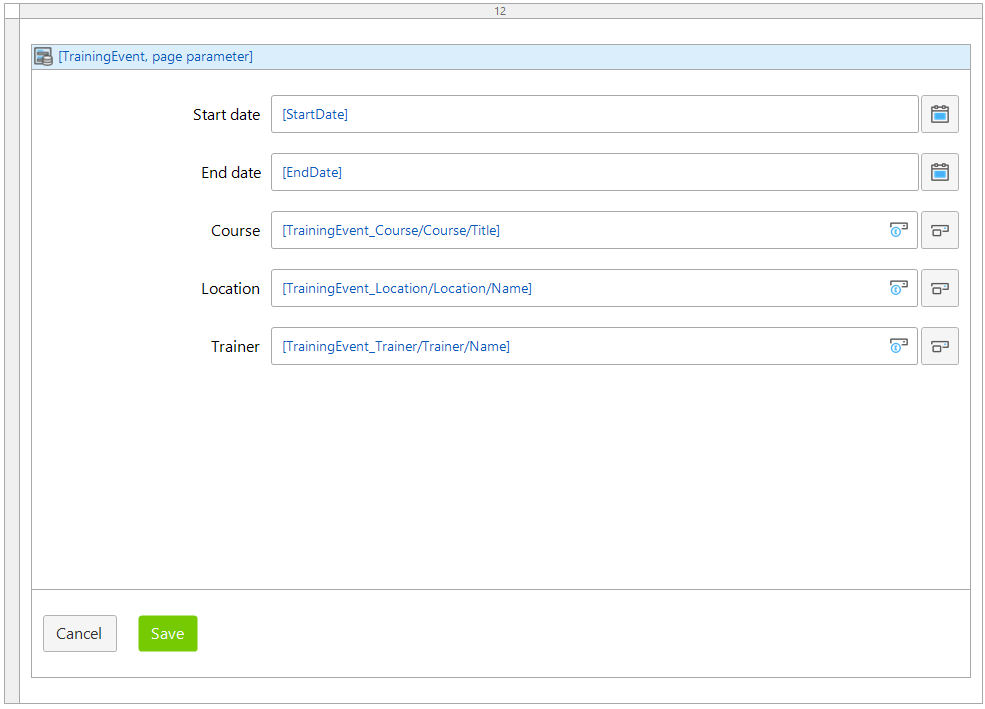 12
[TrainingEvent, page parameter]
Start date [StartDate]
End date [EndDate]
Course [TrainingEvent_Course/Course/Title]
Location [TrainingEvent_Location/Location/Name]
Trainer [TrainingEvent_Trainer/Trainer/Name]
Cancel Save